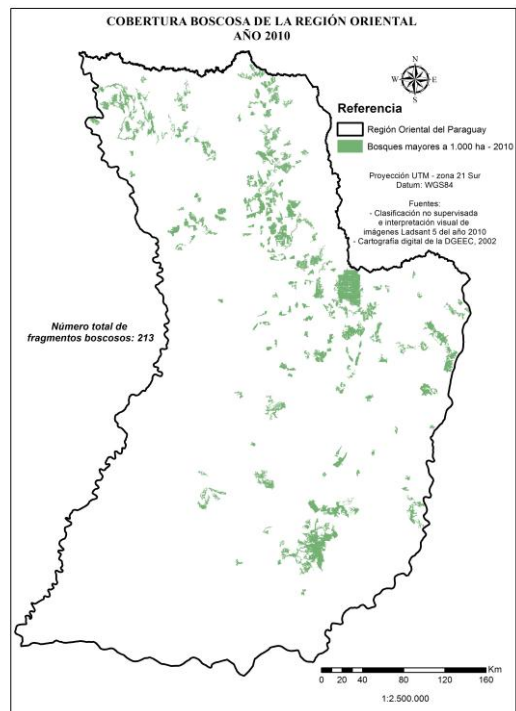 COBERTURA BOSCOSA DE LA REGIÓN ORIENTAL
AÑO 2010
N
W E
S
Referencia
Región Oriental del Paraguay
Bosques mayores a 1.000 ha - 2010
Proyección UTM - zona 21 Sur
Datum: WGS84
Fuentes:
- Clasificación no supervisada
e interpretación visual de
imágenes Ladsant 5 del año 2010
- Cartografía digital de la DGEEC, 2002
Número total de
fragmentos boscosos: 213
Km
0 20 40 80 120 160
1:2.500.000